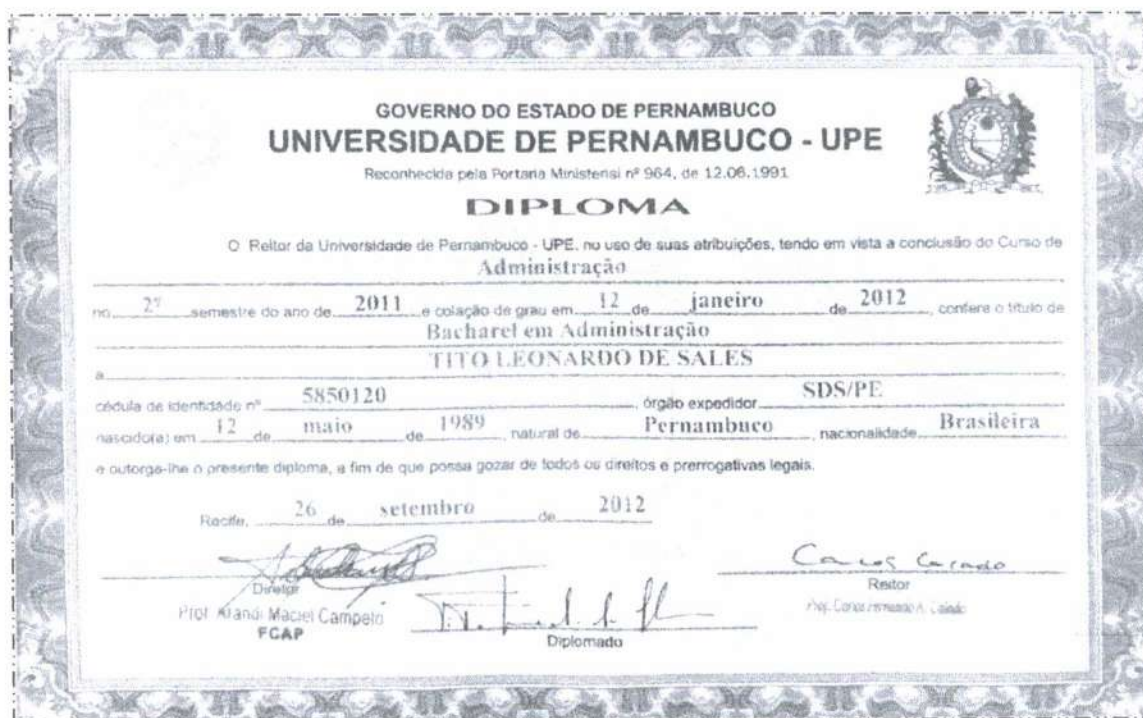 GOVERNO DO ESTADO DE PERNAMBUCO
UNIVERSIDADE DE PERNAMBUCO - UPE
Reconhecida pela Portaria Ministerial nº 964, de 12.06.1991
DIPLOMA
O Reitor da Universidade de Pernambuco - UPE, no uso de suas atribuições, tendo em vista a conclusão do Curso de
Administração
no 2º semestre do ano de 2011 e colação de grau em 12 de janeiro de 2012, confere o título de
Bacharel em Administração
a TITO LEONARDO DE SALES
cédula de identidade nº 5850120, órgão expedidor SDS/PE
nascido(a) em 12 de maio de 1989, natural de Pernambuco, nacionalidade Brasileira
e outorga-lhe o presente diploma, a fim de que possa gozar de todos os direitos e prerrogativas legais.
Recife, 26 de setembro de 2012
Carlos Calado
Diretor
Reitor
Prof. Arandi Maciel Campelo
Prof. Carlos Fernando A. Calado
FCAP
Diplomado